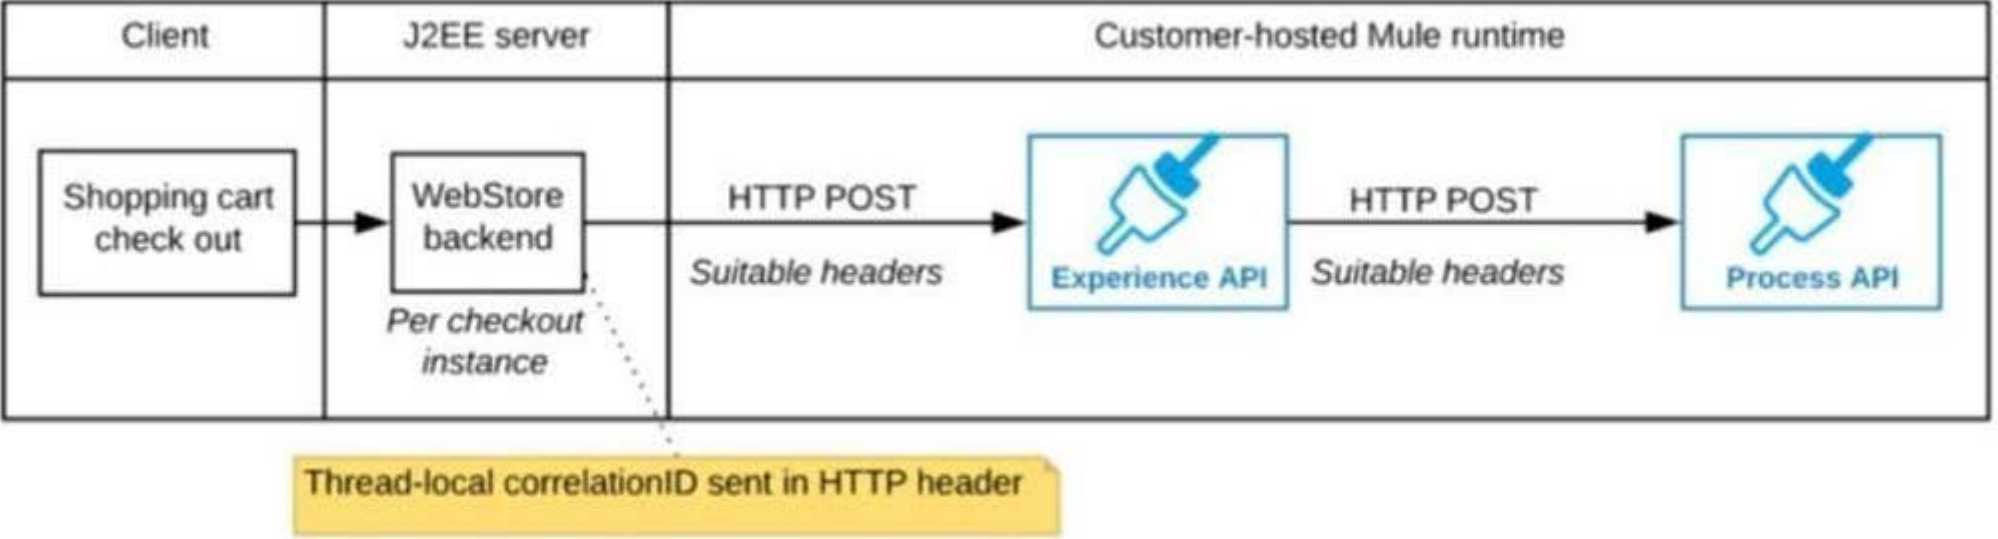 Client
J2EE server
Customer-hosted Mule runtime
Shopping cart
check out
WebStore
backend
Per checkout
instance
HTTP POST
Suitable headers
Experience API
HTTP POST
Suitable headers
Process API
Thread-local correlationID sent in HTTP header